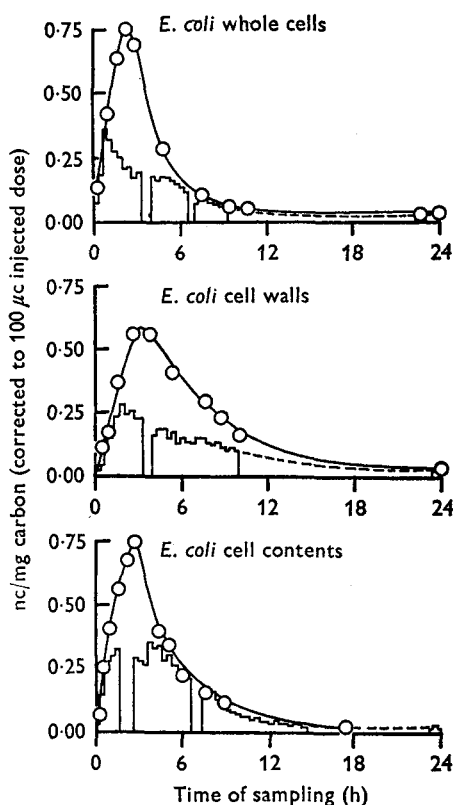 E. coli whole cells
0·75
0·50
0·25
0·00
0 6 12 18 24
E. coli cell walls
0·75
0·50
0·25
0·00
0 6 12 18 24
E. coli cell contents
0·75
0·50
0·25
0·00
0 6 12 18 24
Time of sampling (h)
nc/mg carbon (corrected to 100 μc injected dose)